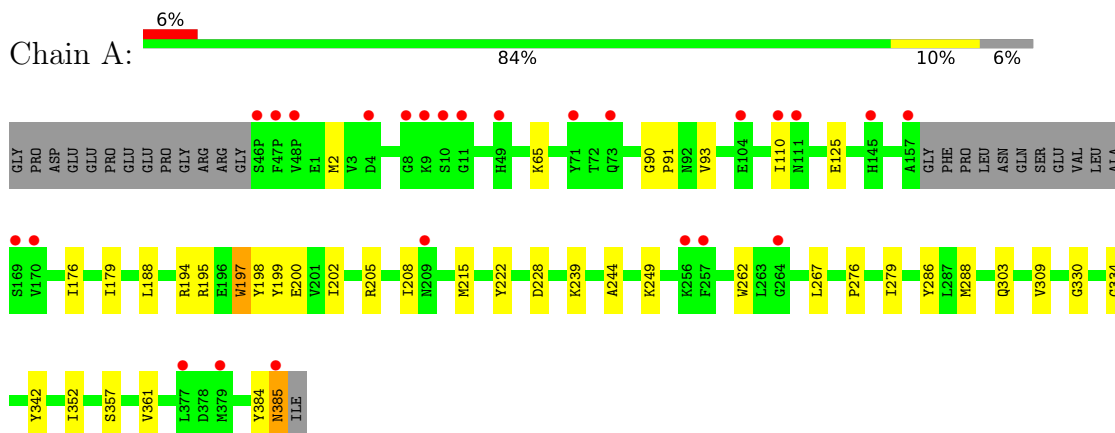 6%
Chain A:
84% 10% 6%
GLY PRO ASP GLU GLU PRO GLU GLU PRO GLY ARG ARG GLY S46P F47P V48P E1 M2 V3 D4 G8 K9 S10 G11 H49 K65 Y71 T72 Q73 G90 P91 N92 V93 E104 I110 N111 E125 H145 A157 GLY PHE PRO LEU ASN GLN SER GLU VAL LEU ALA
S169 V170 I176 I179 L188 R194 R195 E196 W197 Y198 Y199 E200 V201 I202 R205 I208 N209 M215 Y222 D228 K239 A244 K249 K256 F257 W262 L263 G264 L267 P276 I279 Y286 L287 M288 Q303 V309 G330
Y342 I352 S357 V361 L377 D378 M379 Y384 N385 ILE